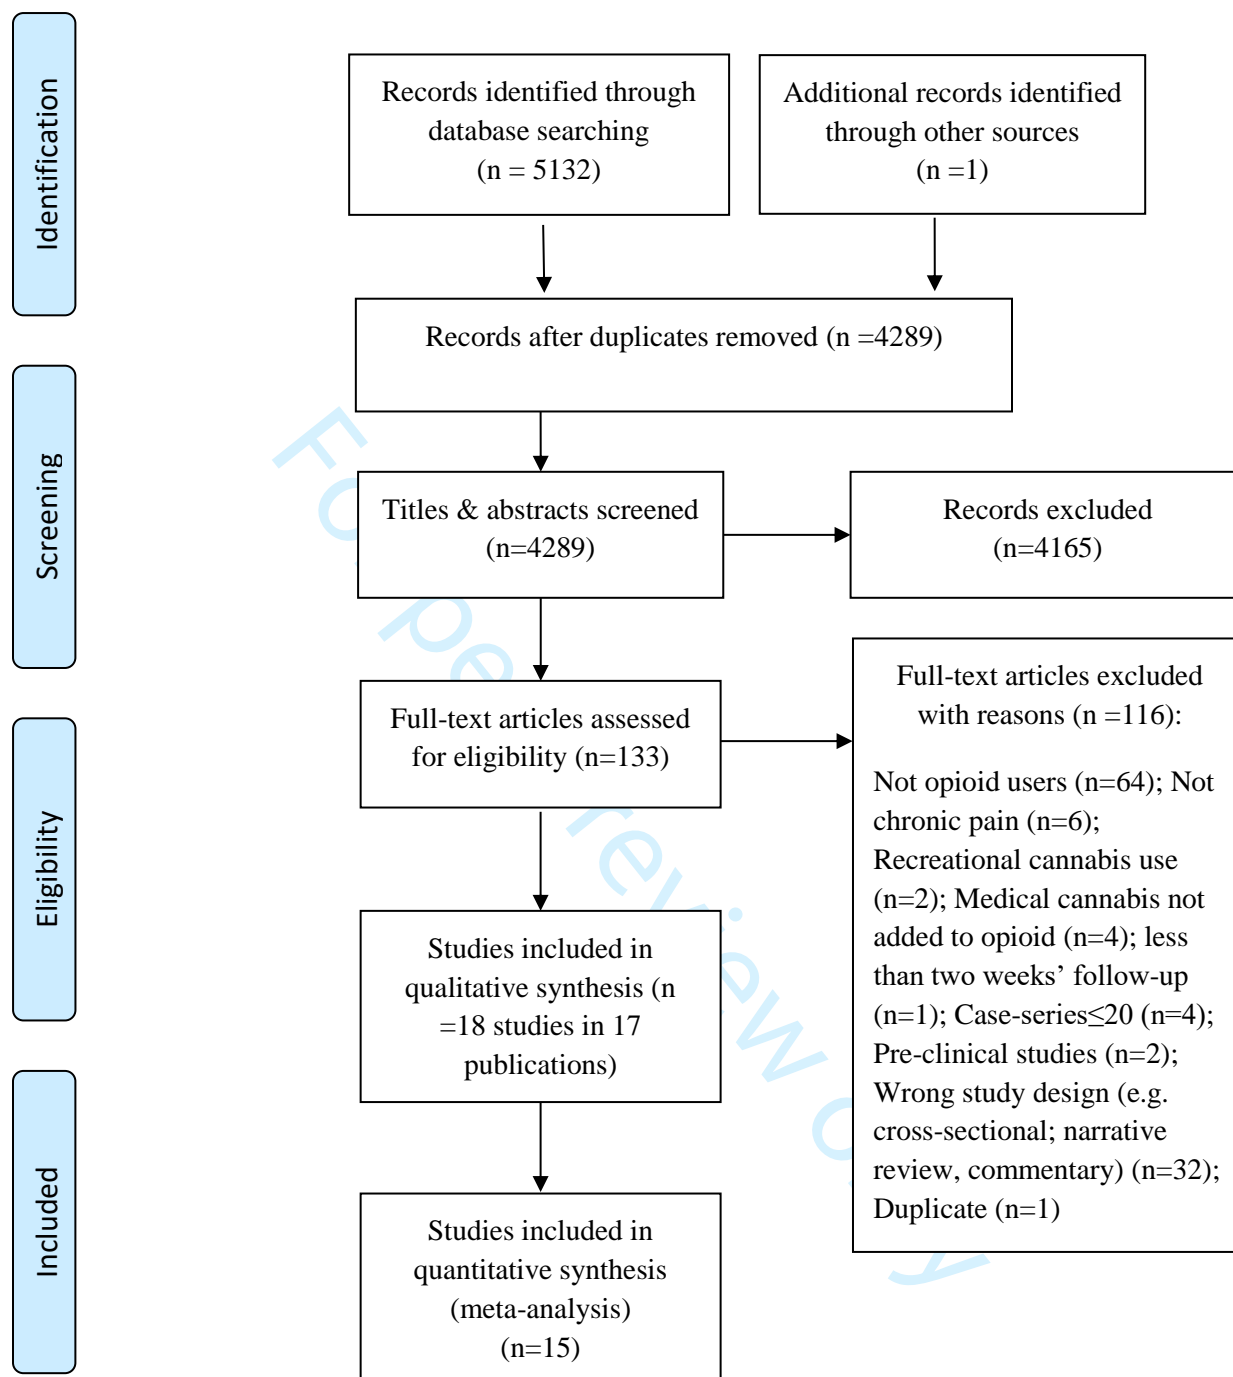 Identification
Records identified through
database searching
(n = 5132)
Additional records identified
through other sources
(n =1)
Records after duplicates removed (n =4289)
Screening
Titles & abstracts screened
(n=4289)
Records excluded
(n=4165)
Eligibility
Full-text articles assessed
for eligibility (n=133)
Full-text articles excluded
with reasons (n =116):
Not opioid users (n=64); Not
chronic pain (n=6);
Recreational cannabis use
(n=2); Medical cannabis not
added to opioid (n=4); less
than two weeks’ follow-up
(n=1); Case-series≤20 (n=4);
Pre-clinical studies (n=2);
Wrong study design (e.g.
cross-sectional; narrative
review, commentary) (n=32);
Duplicate (n=1)
Studies included in
qualitative synthesis (n
=18 studies in 17
publications)
Included
Studies included in
quantitative synthesis
(meta-analysis)
(n=15)
For peer review only